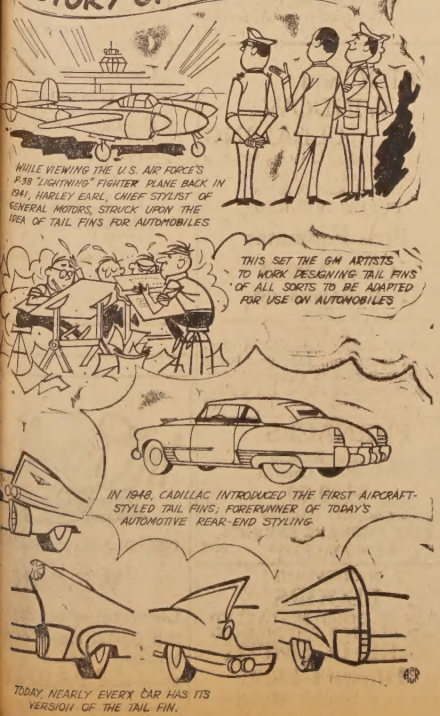 STORY OF
WHILE VIEWING THE U.S. AIR FORCE'S
P-38 "LIGHTNING" FIGHTER PLANE BACK IN
1941, HARLEY EARL, CHIEF STYLIST OF
GENERAL MOTORS, STRUCK UPON THE
IDEA OF TAIL FINS FOR AUTOMOBILES
THIS SET THE GM ARTISTS
TO WORK DESIGNING TAIL FINS
OF ALL SORTS TO BE ADAPTED
FOR USE ON AUTOMOBILES
IN 1948, CADILLAC INTRODUCED THE FIRST AIRCRAFT-
STYLED TAIL FINS; FORERUNNER OF TODAY'S
AUTOMOTIVE REAR-END STYLING
TODAY, NEARLY EVERY CAR HAS ITS
VERSION OF THE TAIL FIN.